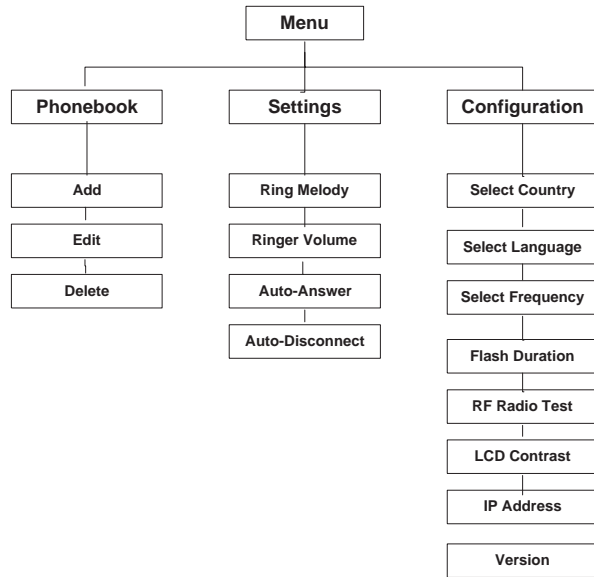 Menu
Phonebook
Settings
Configuration
Add
Edit
Delete
Ring Melody
Ringer Volume
Auto-Answer
Auto-Disconnect
Select Country
Select Language
Select Frequency
Flash Duration
RF Radio Test
LCD Contrast
IP Address
Version